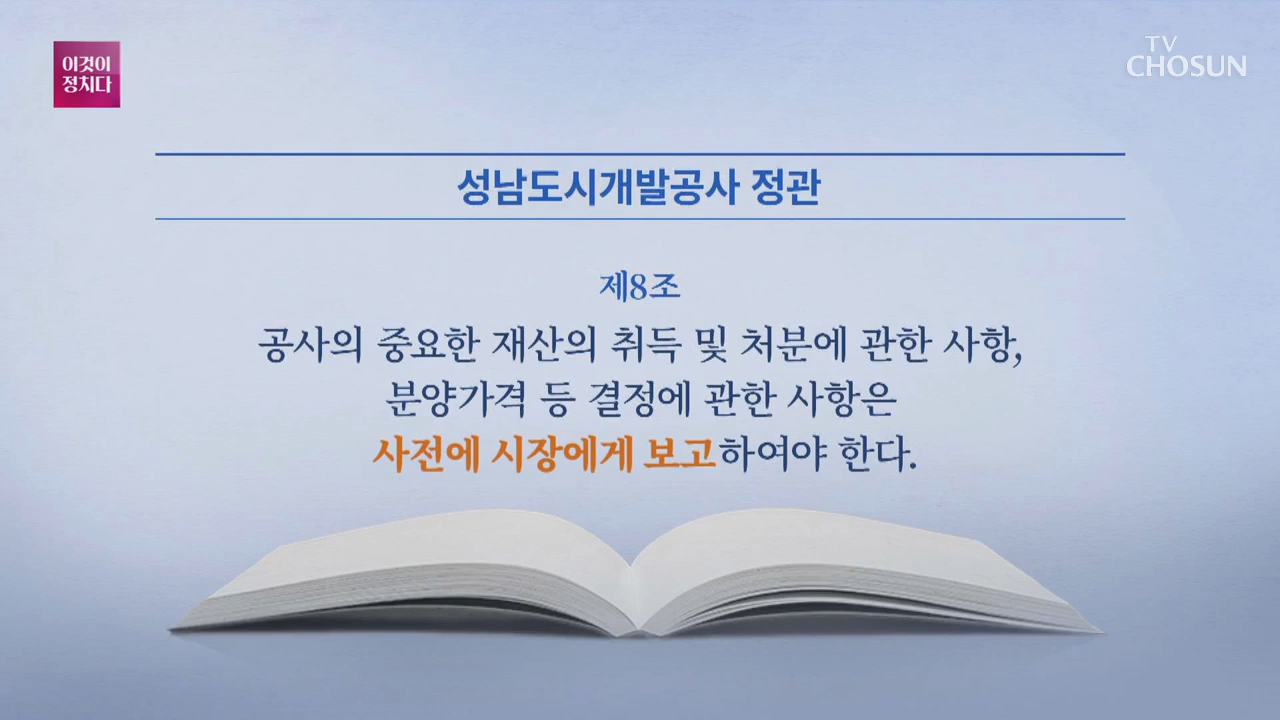 이것이
정치다
TV
CHOSUN
성남도시개발공사 정관
제8조
공사의 중요한 재산의 취득 및 처분에 관한 사항,
분양가격 등 결정에 관한 사항은
사전에 시장에게 보고하여야 한다.